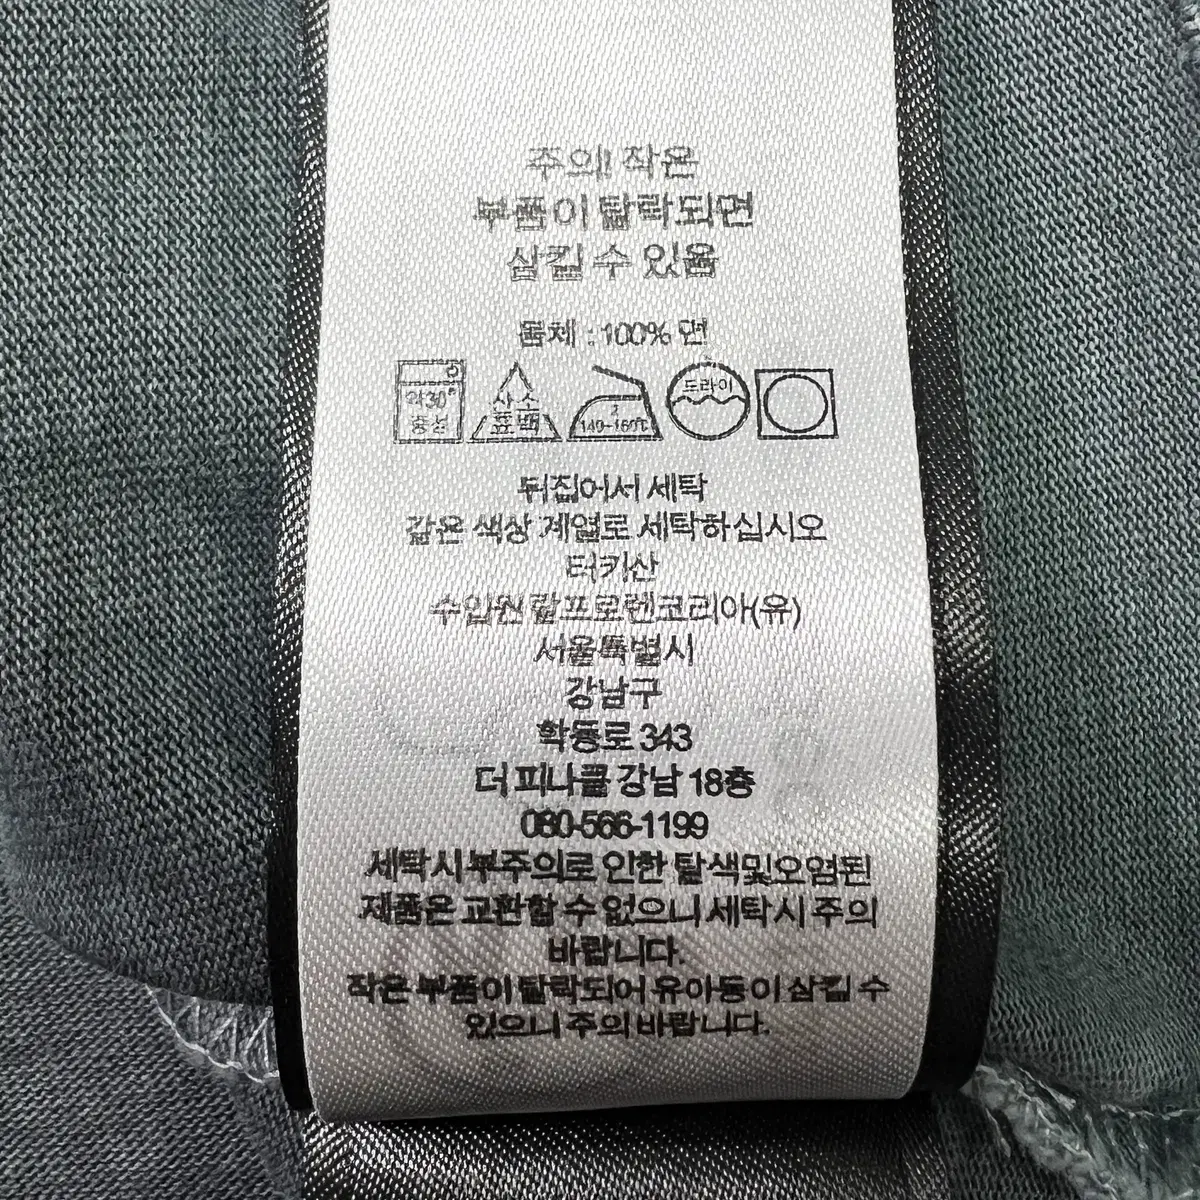 주의! 작은
부품이 탈락되면
삼킬 수 있음
몸체 : 100% 면
약30° 중성
산소 표백
2 140~160℃
드라이
뒤집어서 세탁
같은 색상 계열로 세탁하십시오
터키산
수입원 랄프로렌코리아(유)
서울특별시
강남구
학동로 343
더 피나클 강남 18층
080-566-1199
세탁시 부주의로 인한 탈색및오염된
제품은 교환할 수 없으니 세탁시 주의
바랍니다.
작은 부품이 탈락되어 유아동이 삼킬 수
있으니 주의 바랍니다.